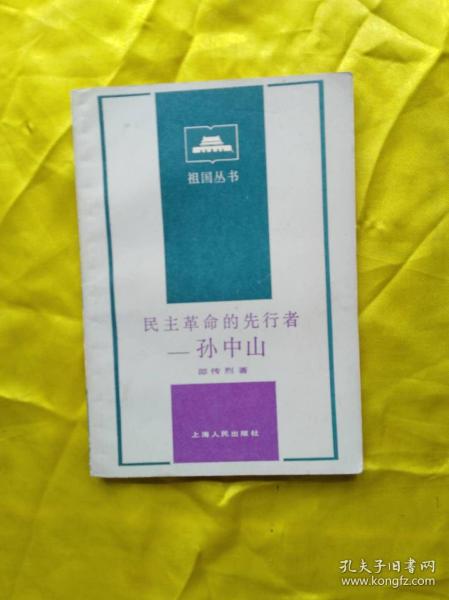 祖国丛书
民主革命的先行者
—孙中山
邵传烈著
上海人民出版社
孔夫子旧书网
www.kongfz.com